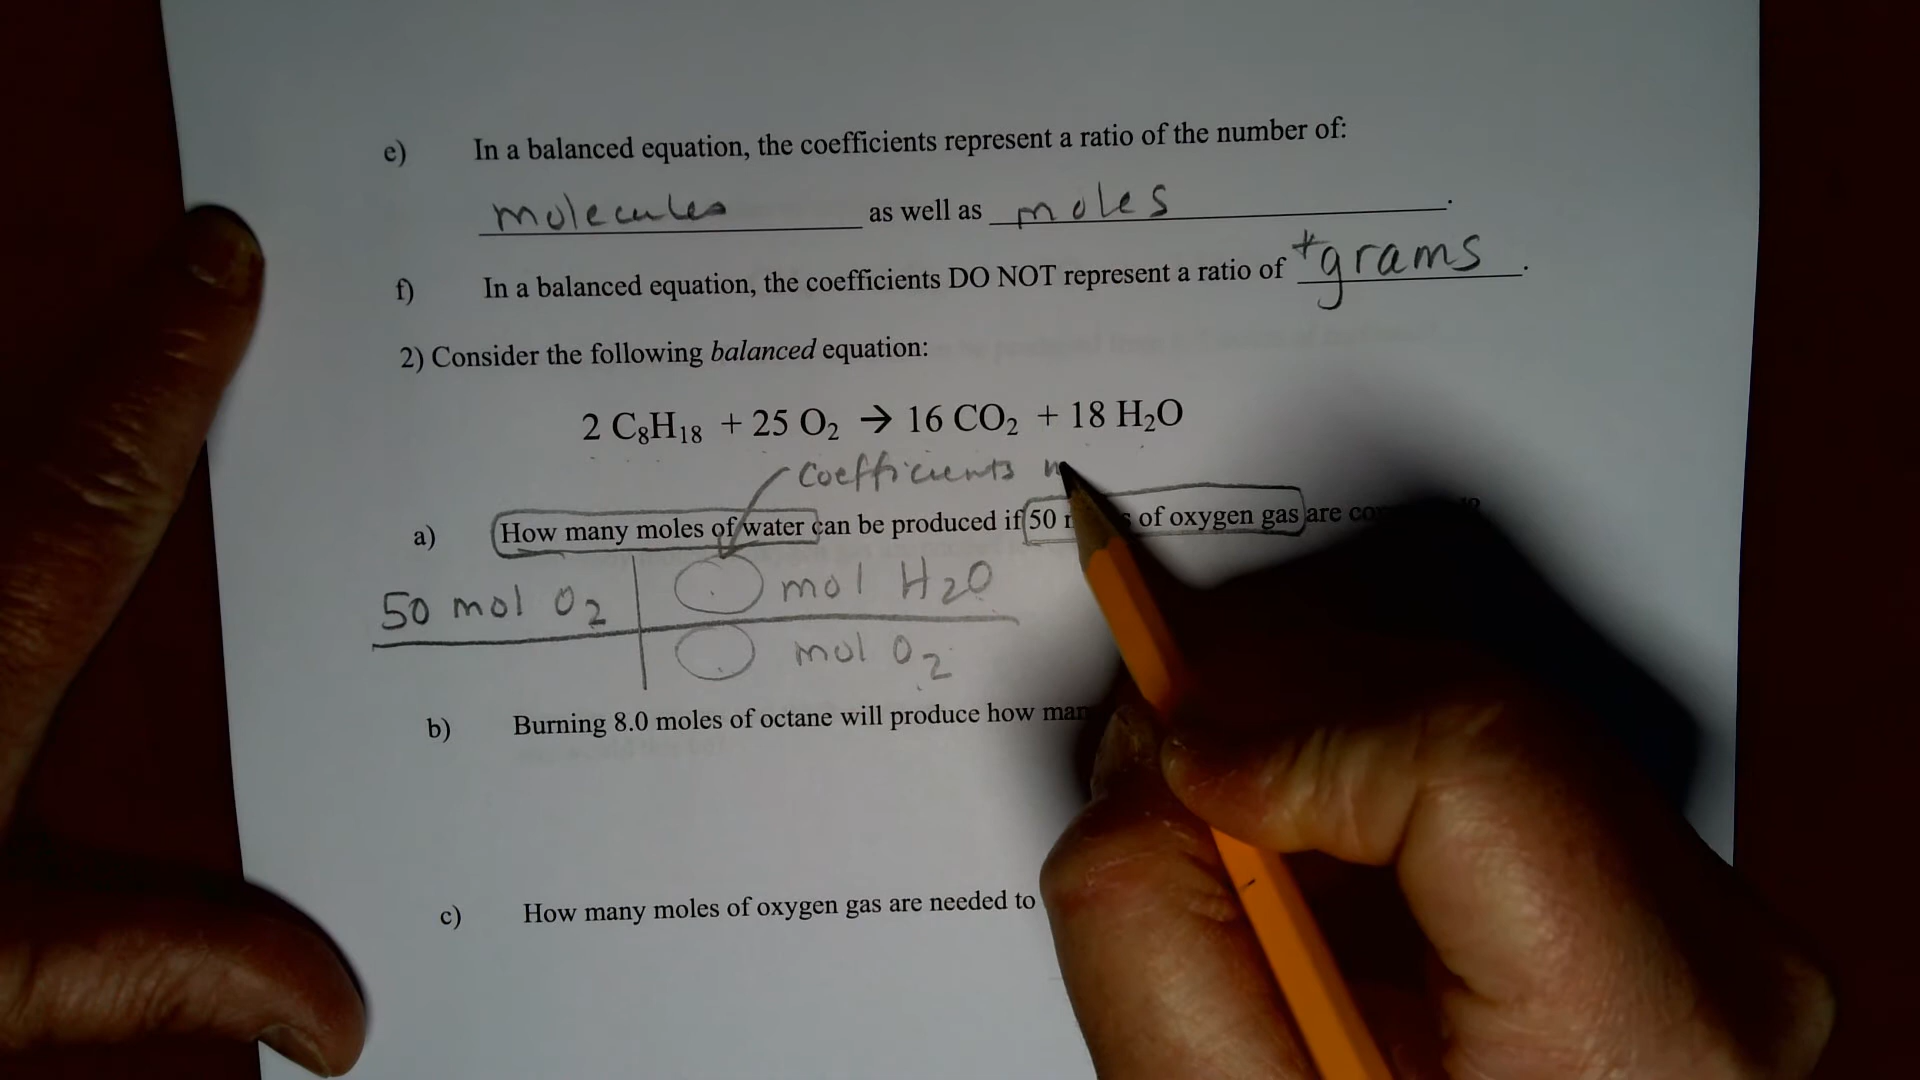 e) In a balanced equation, the coefficients represent a ratio of the number of:
molecules as well as moles.
f) In a balanced equation, the coefficients DO NOT represent a ratio of *grams.
2) Consider the following balanced equation:
2 C₈H₁₈ + 25 O₂ → 16 CO₂ + 18 H₂O
coefficients
a) How many moles of water can be produced if 50 of oxygen gas are
50 mol O₂ mol H₂O
mol O₂
b) Burning 8.0 moles of octane will produce how
c) How many moles of oxygen gas are needed to